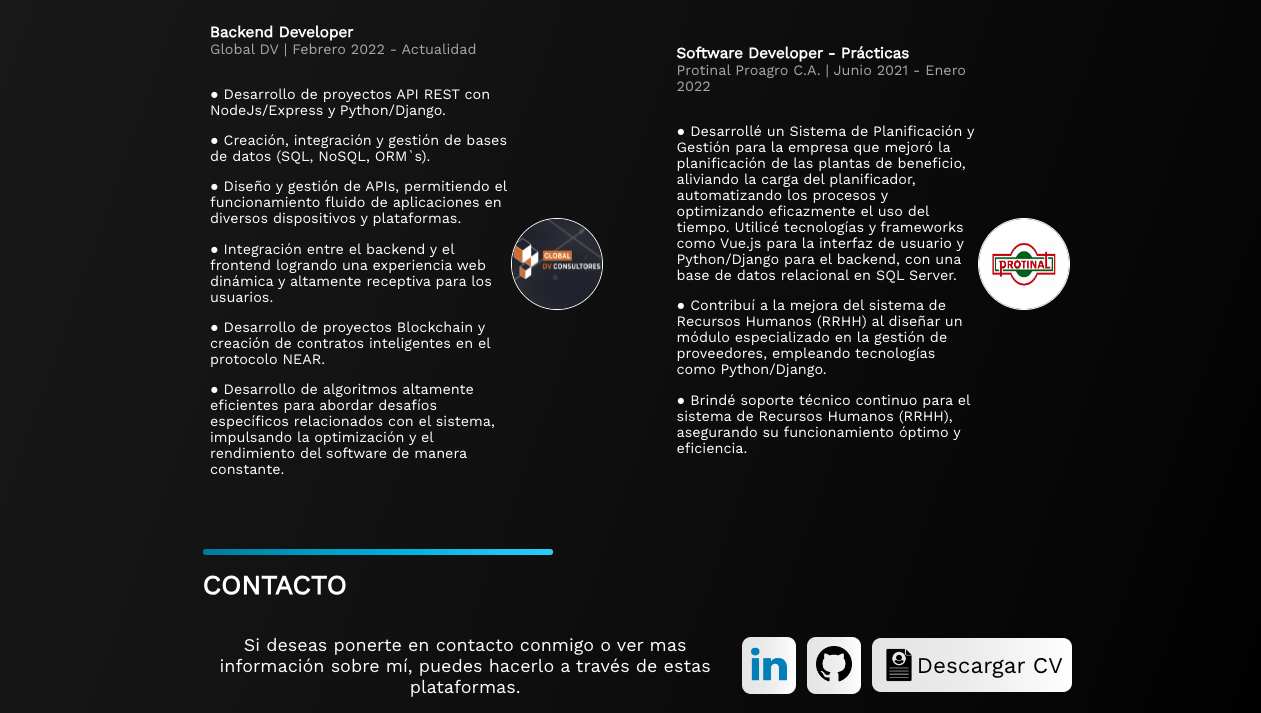 Backend Developer
Global DV | Febrero 2022 - Actualidad
● Desarrollo de proyectos API REST con
NodeJs/Express y Python/Django.
● Creación, integración y gestión de bases
de datos (SQL, NoSQL, ORM`s).
● Diseño y gestión de APIs, permitiendo el
funcionamiento fluido de aplicaciones en
diversos dispositivos y plataformas.
● Integración entre el backend y el
frontend logrando una experiencia web
dinámica y altamente receptiva para los
usuarios.
● Desarrollo de proyectos Blockchain y
creación de contratos inteligentes en el
protocolo NEAR.
● Desarrollo de algoritmos altamente
eficientes para abordar desafíos
específicos relacionados con el sistema,
impulsando la optimización y el
rendimiento del software de manera
constante.
GLOBAL
DV CONSULTORES
Software Developer - Prácticas
Protinal Proagro C.A. | Junio 2021 - Enero
2022
● Desarrollé un Sistema de Planificación y
Gestión para la empresa que mejoró la
planificación de las plantas de beneficio,
aliviando la carga del planificador,
automatizando los procesos y
optimizando eficazmente el uso del
tiempo. Utilicé tecnologías y frameworks
como Vue.js para la interfaz de usuario y
Python/Django para el backend, con una
base de datos relacional en SQL Server.
● Contribuí a la mejora del sistema de
Recursos Humanos (RRHH) al diseñar un
módulo especializado en la gestión de
proveedores, empleando tecnologías
como Python/Django.
● Brindé soporte técnico continuo para el
sistema de Recursos Humanos (RRHH),
asegurando su funcionamiento óptimo y
eficiencia.
PROTINAL
CONTACTO
Si deseas ponerte en contacto conmigo o ver mas
información sobre mí, puedes hacerlo a través de estas
plataformas.
in
Descargar CV